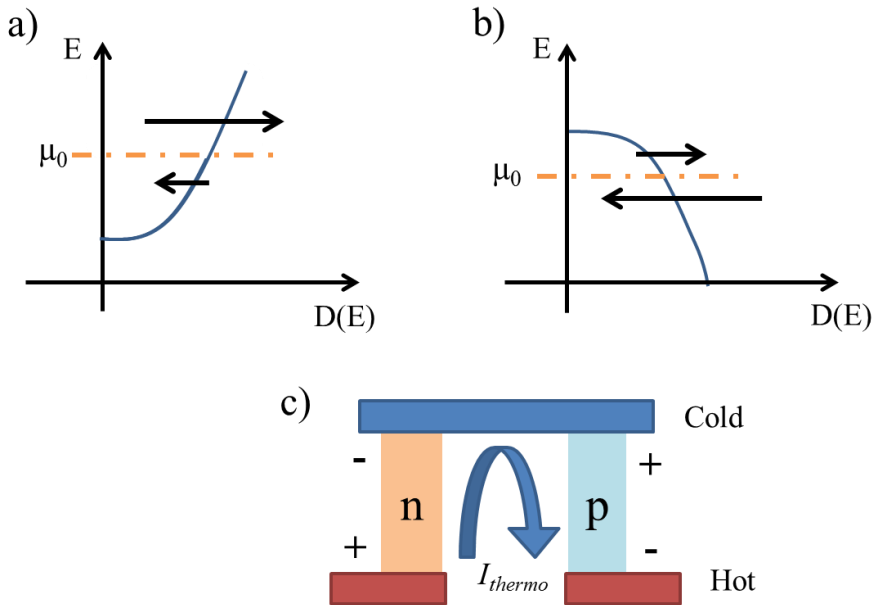 a)
E
μ0
D(E)
b)
E
μ0
D(E)
c)
Cold
-
+
n
p
+
-
Ithermo
Hot